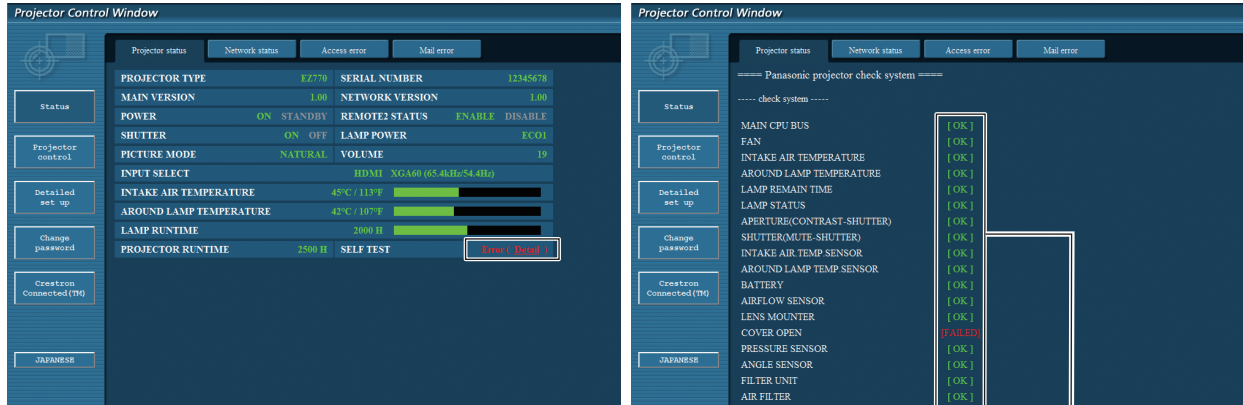 Projector Control Window
Projector status Network status Access error Mail error
PROJECTOR TYPE EZ770 SERIAL NUMBER 12345678
MAIN VERSION 1.00 NETWORK VERSION 1.00
POWER ON STANDBY REMOTE2 STATUS ENABLE DISABLE
SHUTTER ON OFF LAMP POWER ECO1
PICTURE MODE NATURAL VOLUME 19
INPUT SELECT HDMI XGA60 (65.4kHz/54.4Hz)
INTAKE AIR TEMPERATURE 45°C / 113°F
AROUND LAMP TEMPERATURE 42°C / 107°F
LAMP RUNTIME 2000 H
PROJECTOR RUNTIME 2500 H SELF TEST Error ( Detail )
Status
Projector
control
Detailed
set up
Change
password
Crestron
Connected(TM)
JAPANESE
Projector Control Window
Projector status Network status Access error Mail error
==== Panasonic projector check system ====
----- check system -----
MAIN CPU BUS [ OK ]
FAN [ OK ]
INTAKE AIR TEMPERATURE [ OK ]
AROUND LAMP TEMPERATURE [ OK ]
LAMP REMAIN TIME [ OK ]
LAMP STATUS [ OK ]
APERTURE(CONTRAST-SHUTTER) [ OK ]
SHUTTER(MUTE-SHUTTER) [ OK ]
INTAKE AIR.TEMP.SENSOR [ OK ]
AROUND LAMP TEMP.SENSOR [ OK ]
BATTERY [ OK ]
AIRFLOW SENSOR [ OK ]
LENS MOUNTER [ OK ]
COVER OPEN [FAILED]
PRESSURE SENSOR [ OK ]
ANGLE SENSOR [ OK ]
FILTER UNIT [ OK ]
AIR FILTER [ OK ]
Status
Projector
control
Detailed
set up
Change
password
Crestron
Connected(TM)
JAPANESE